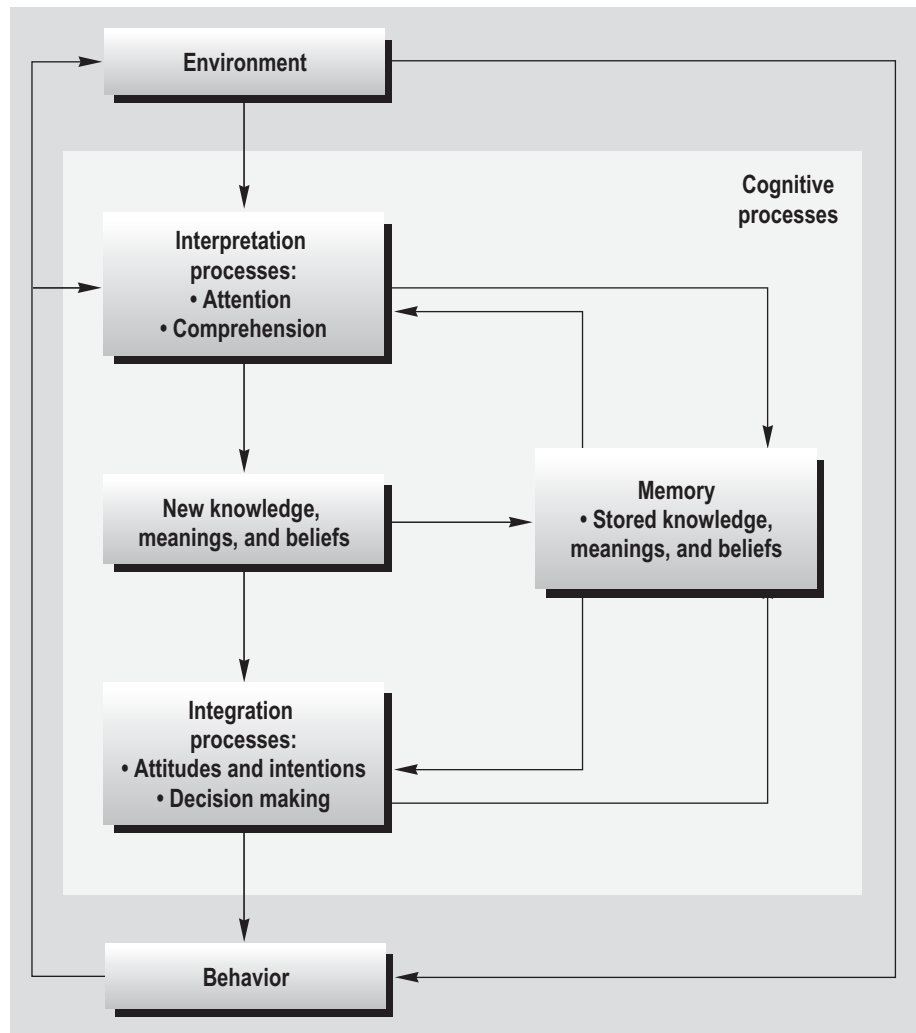 Environment
Cognitive
processes
Interpretation
processes:
• Attention
• Comprehension
New knowledge,
meanings, and beliefs
Memory
• Stored knowledge,
meanings, and beliefs
Integration
processes:
• Attitudes and intentions
• Decision making
Behavior